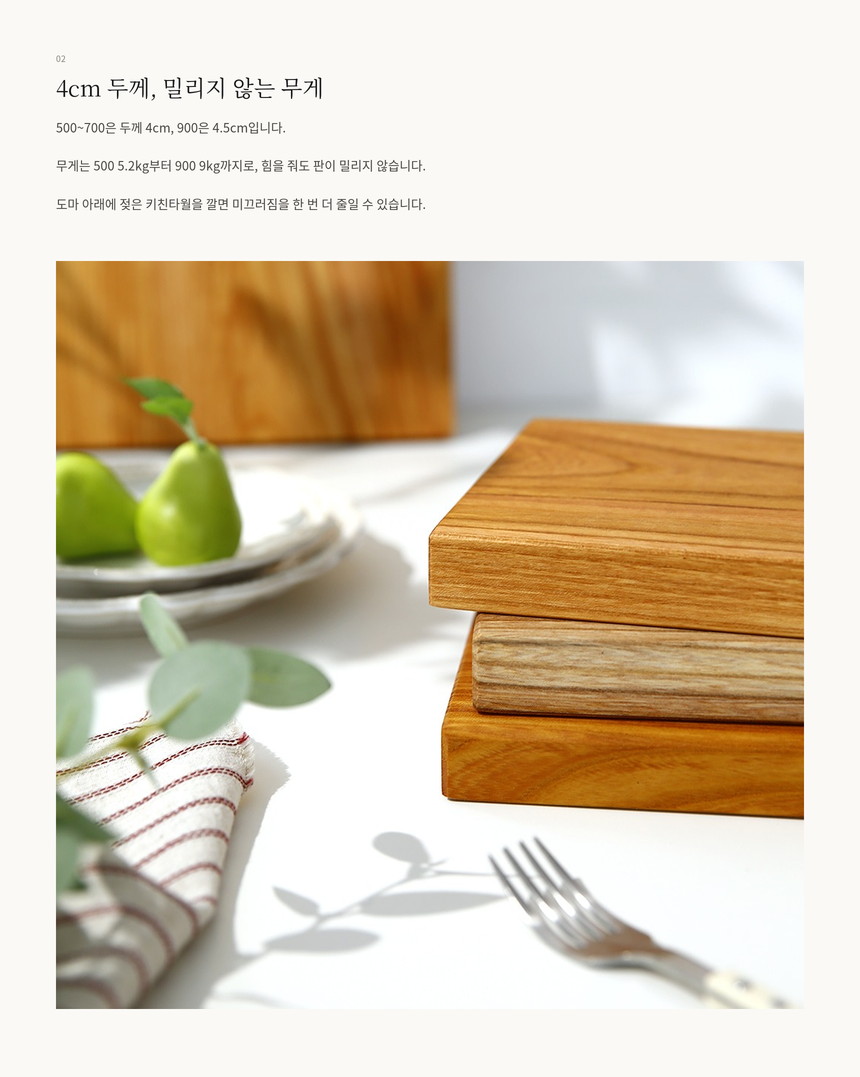 02
4cm 두께, 밀리지 않는 무게
500~700은 두께 4cm, 900은 4.5cm입니다.
무게는 500 5.2kg부터 900 9kg까지로, 힘을 줘도 판이 밀리지 않습니다.
도마 아래에 젖은 키친타월을 깔면 미끄러짐을 한 번 더 줄일 수 있습니다.